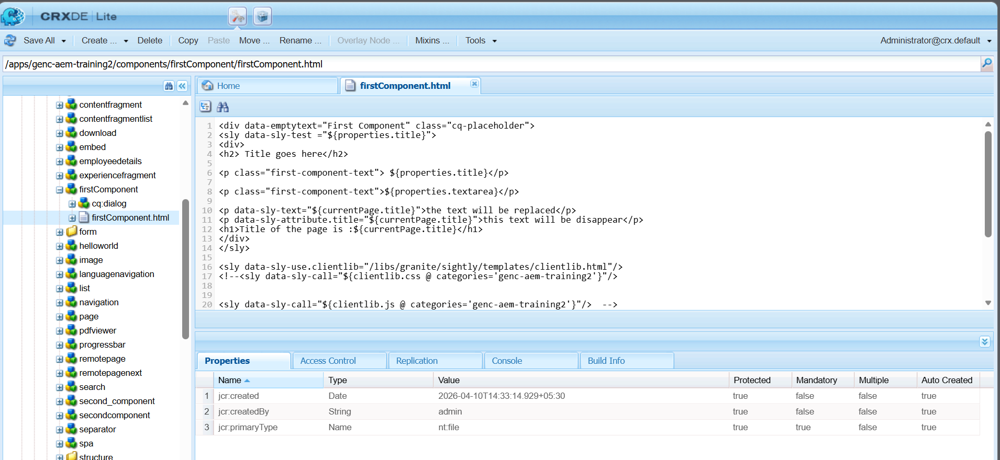 CRXDE | Lite
Save All Create ... Delete Copy Paste Move ... Rename ... Overlay Node ... Mixins ... Tools Administrator@crx.default
/apps/genc-aem-training2/components/firstComponent/firstComponent.html
Home firstComponent.html
contentfragment
contentfragmentlist
download
embed
employeedetails
experiencefragment
firstComponent
cq:dialog
firstComponent.html
form
helloworld
image
languagenavigation
list
navigation
page
pdfviewer
progressbar
remotepage
remotepagenext
search
second_component
secondcomponent
separator
spa
structure
1 <div data-emptytext="First Component" class="cq-placeholder">
2 <sly data-sly-test ="${properties.title}">
3 <div>
4 <h2> Title goes here</h2>
5
6 <p class="first-component-text"> ${properties.title}</p>
7
8 <p class="first-component-text">${properties.textarea}</p>
9
10 <p data-sly-text="${currentPage.title}">the text will be replaced</p>
11 <p data-sly-attribute.title="${currentPage.title}">this text will be disappear</p>
12 <h1>Title of the page is :${currentPage.title}</h1>
13 </div>
14 </sly>
15
16 <sly data-sly-use.clientlib="/libs/granite/sightly/templates/clientlib.html"/>
17 <!--<sly data-sly-call="${clientlib.css @ categories='genc-aem-training2'}"/>
18
19
20 <sly data-sly-call="${clientlib.js @ categories='genc-aem-training2'}"/>  -->
Properties Access Control Replication Console Build Info
Name Type Value Protected Mandatory Multiple Auto Created
1 jcr:created Date 2026-04-10T14:33:14.929+05:30 true false false true
2 jcr:createdBy String admin true false false true
3 jcr:primaryType Name nt:file true true false true